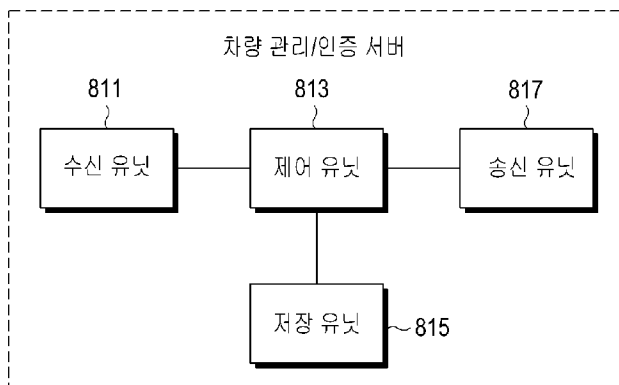 차량 관리/인증 서버
811 813 817
수신 유닛 제어 유닛 송신 유닛
저장 유닛 815